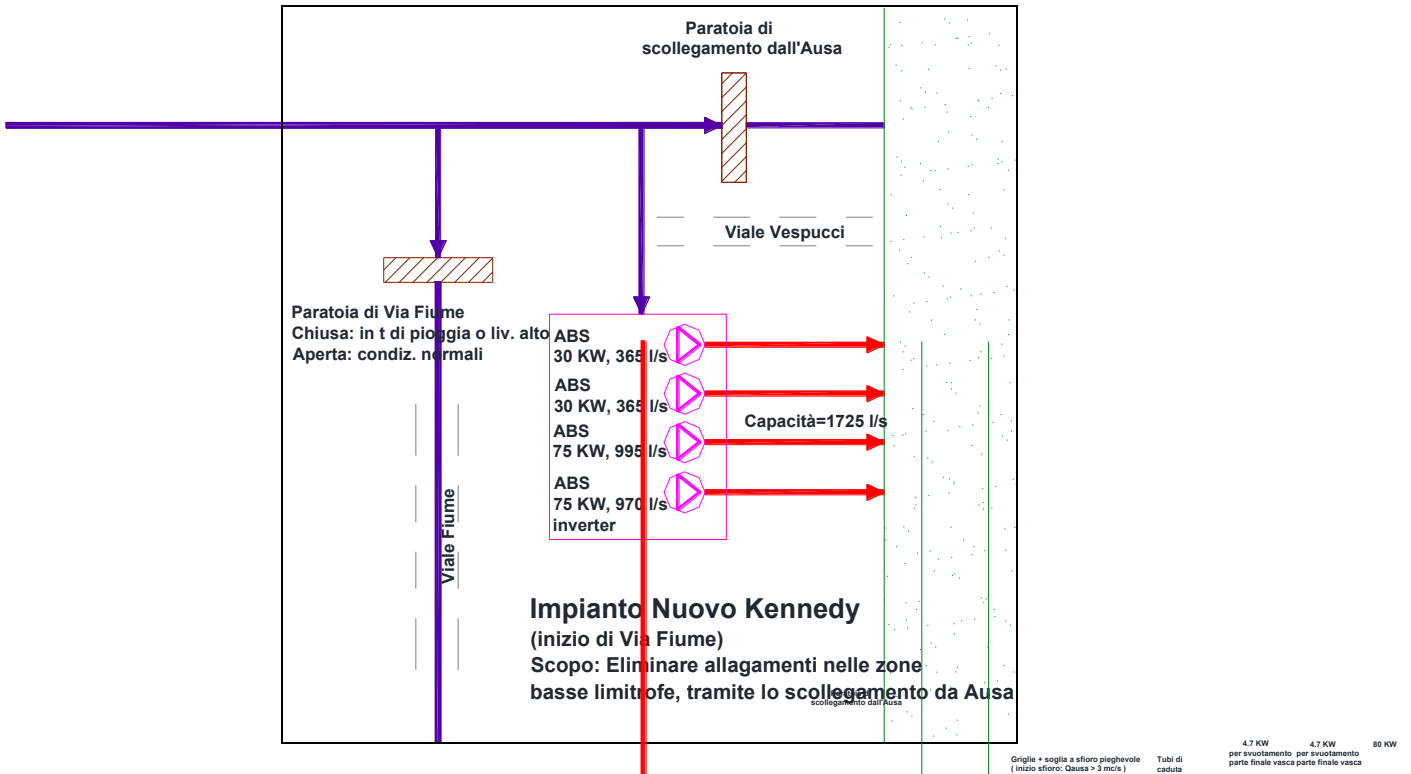 Paratoia di
scollegamento dall'Ausa
Viale Vespucci
Paratoia di Via Fiume
Chiusa: in t di pioggia o liv. alto
Aperta: condiz. normali
ABS
30 KW, 365 l/s
ABS
30 KW, 365 l/s
ABS
75 KW, 995 l/s
ABS
75 KW, 970 l/s
inverter
Capacità=1725 l/s
Viale Fiume
Impianto Nuovo Kennedy
(inizio di Via Fiume)
Scopo: Eliminare allagamenti nelle zone
basse limitrofe, tramite lo scollegamento da Ausa
scollegamento dall'Ausa
Griglie + soglia a sfioro pieghevole
( inizio sfioro: Qausa > 3 mc/s )
Tubi di
caduta
4.7 KW
per svuotamento
parte finale vasca
4.7 KW
per svuotamento
parte finale vasca
80 KW